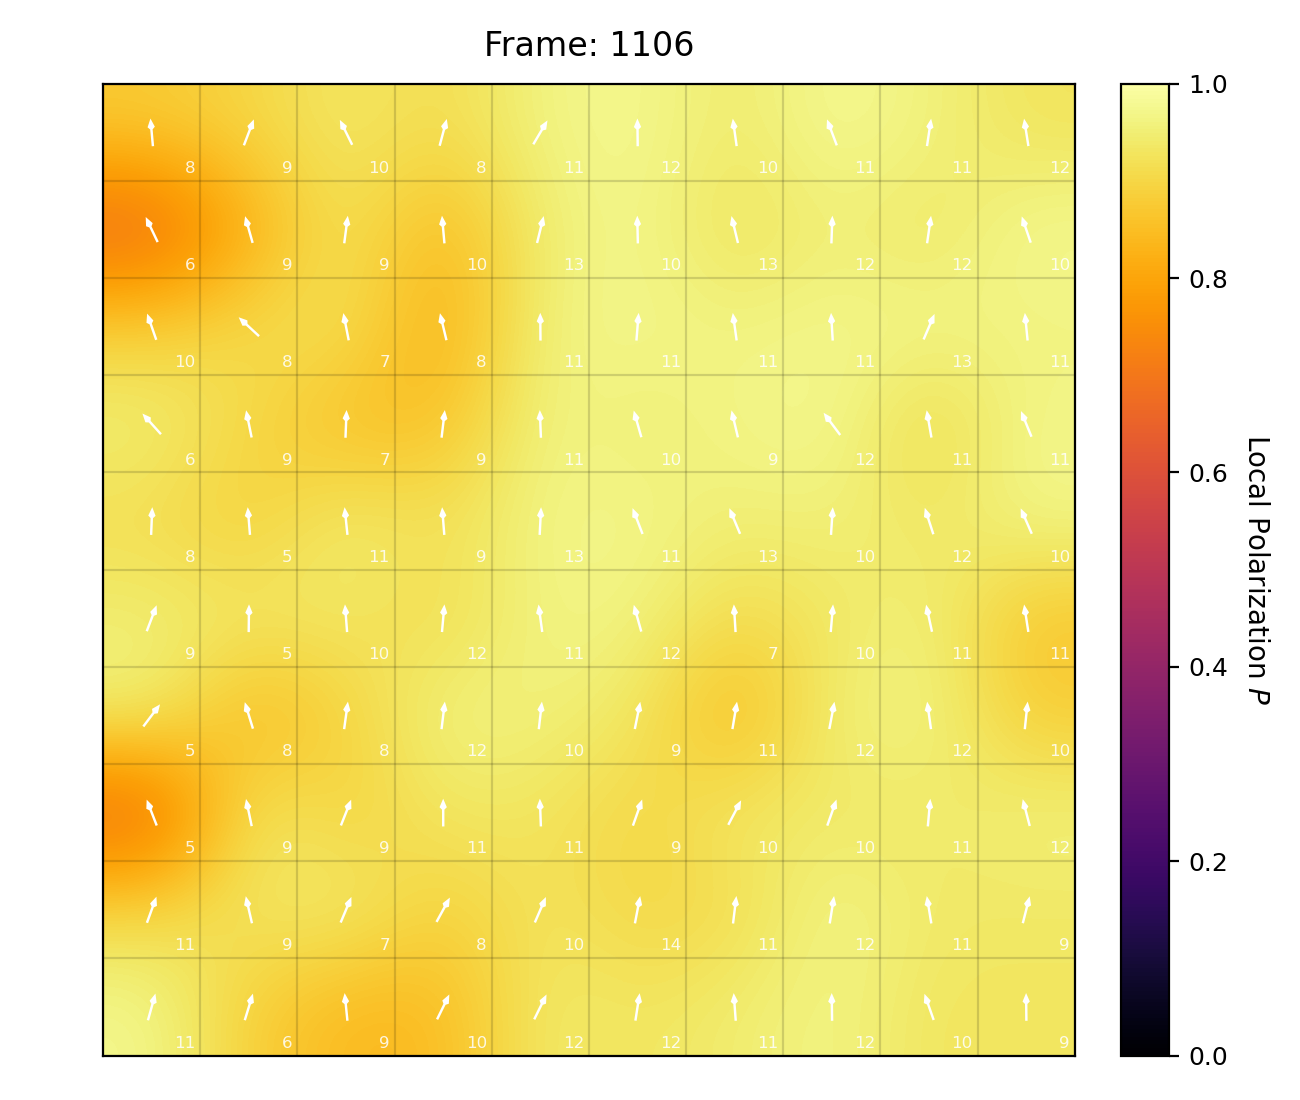 Frame: 1106
8 9 10 8 11 12 10 11 11 12
6 9 9 10 13 10 13 12 12 10
10 8 7 8 11 11 11 11 13 11
6 9 7 9 11 10 9 12 11 11
8 5 11 9 13 11 13 10 12 10
9 5 10 12 11 12 7 10 11 11
5 8 8 12 10 9 11 12 12 10
5 9 9 11 11 9 10 10 11 12
11 9 7 8 10 14 11 12 11 9
11 6 9 10 12 12 11 12 10 9
1.0
0.8
0.6
0.4
0.2
0.0
Local Polarization P